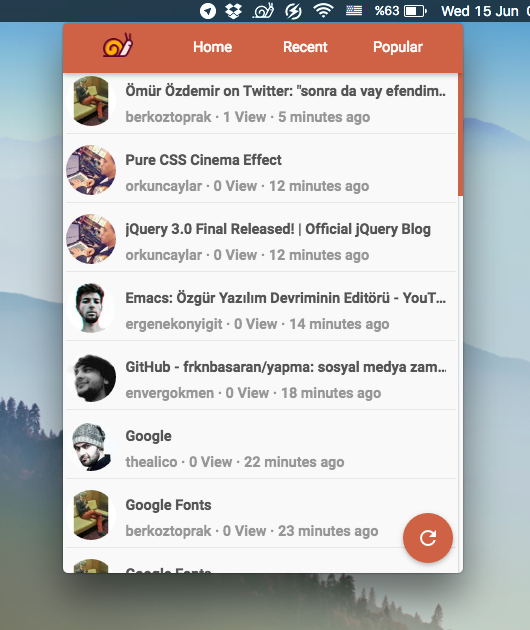 %63
Wed 15 Jun
Home
Recent
Popular
Ömür Özdemir on Twitter: "sonra da vay efendim..
berkoztoprak · 1 View · 5 minutes ago
Pure CSS Cinema Effect
orkuncaylar · 0 View · 12 minutes ago
jQuery 3.0 Final Released! | Official jQuery Blog
orkuncaylar · 0 View · 12 minutes ago
Emacs: Özgür Yazılım Devriminin Editörü - YouT...
ergenekonyigit · 0 View · 14 minutes ago
GitHub - frknbasaran/yapma: sosyal medya zam...
envergokmen · 0 View · 18 minutes ago
Google
thealico · 0 View · 22 minutes ago
Google Fonts
berkoztoprak · 0 View · 23 minutes ago
Google Fonts